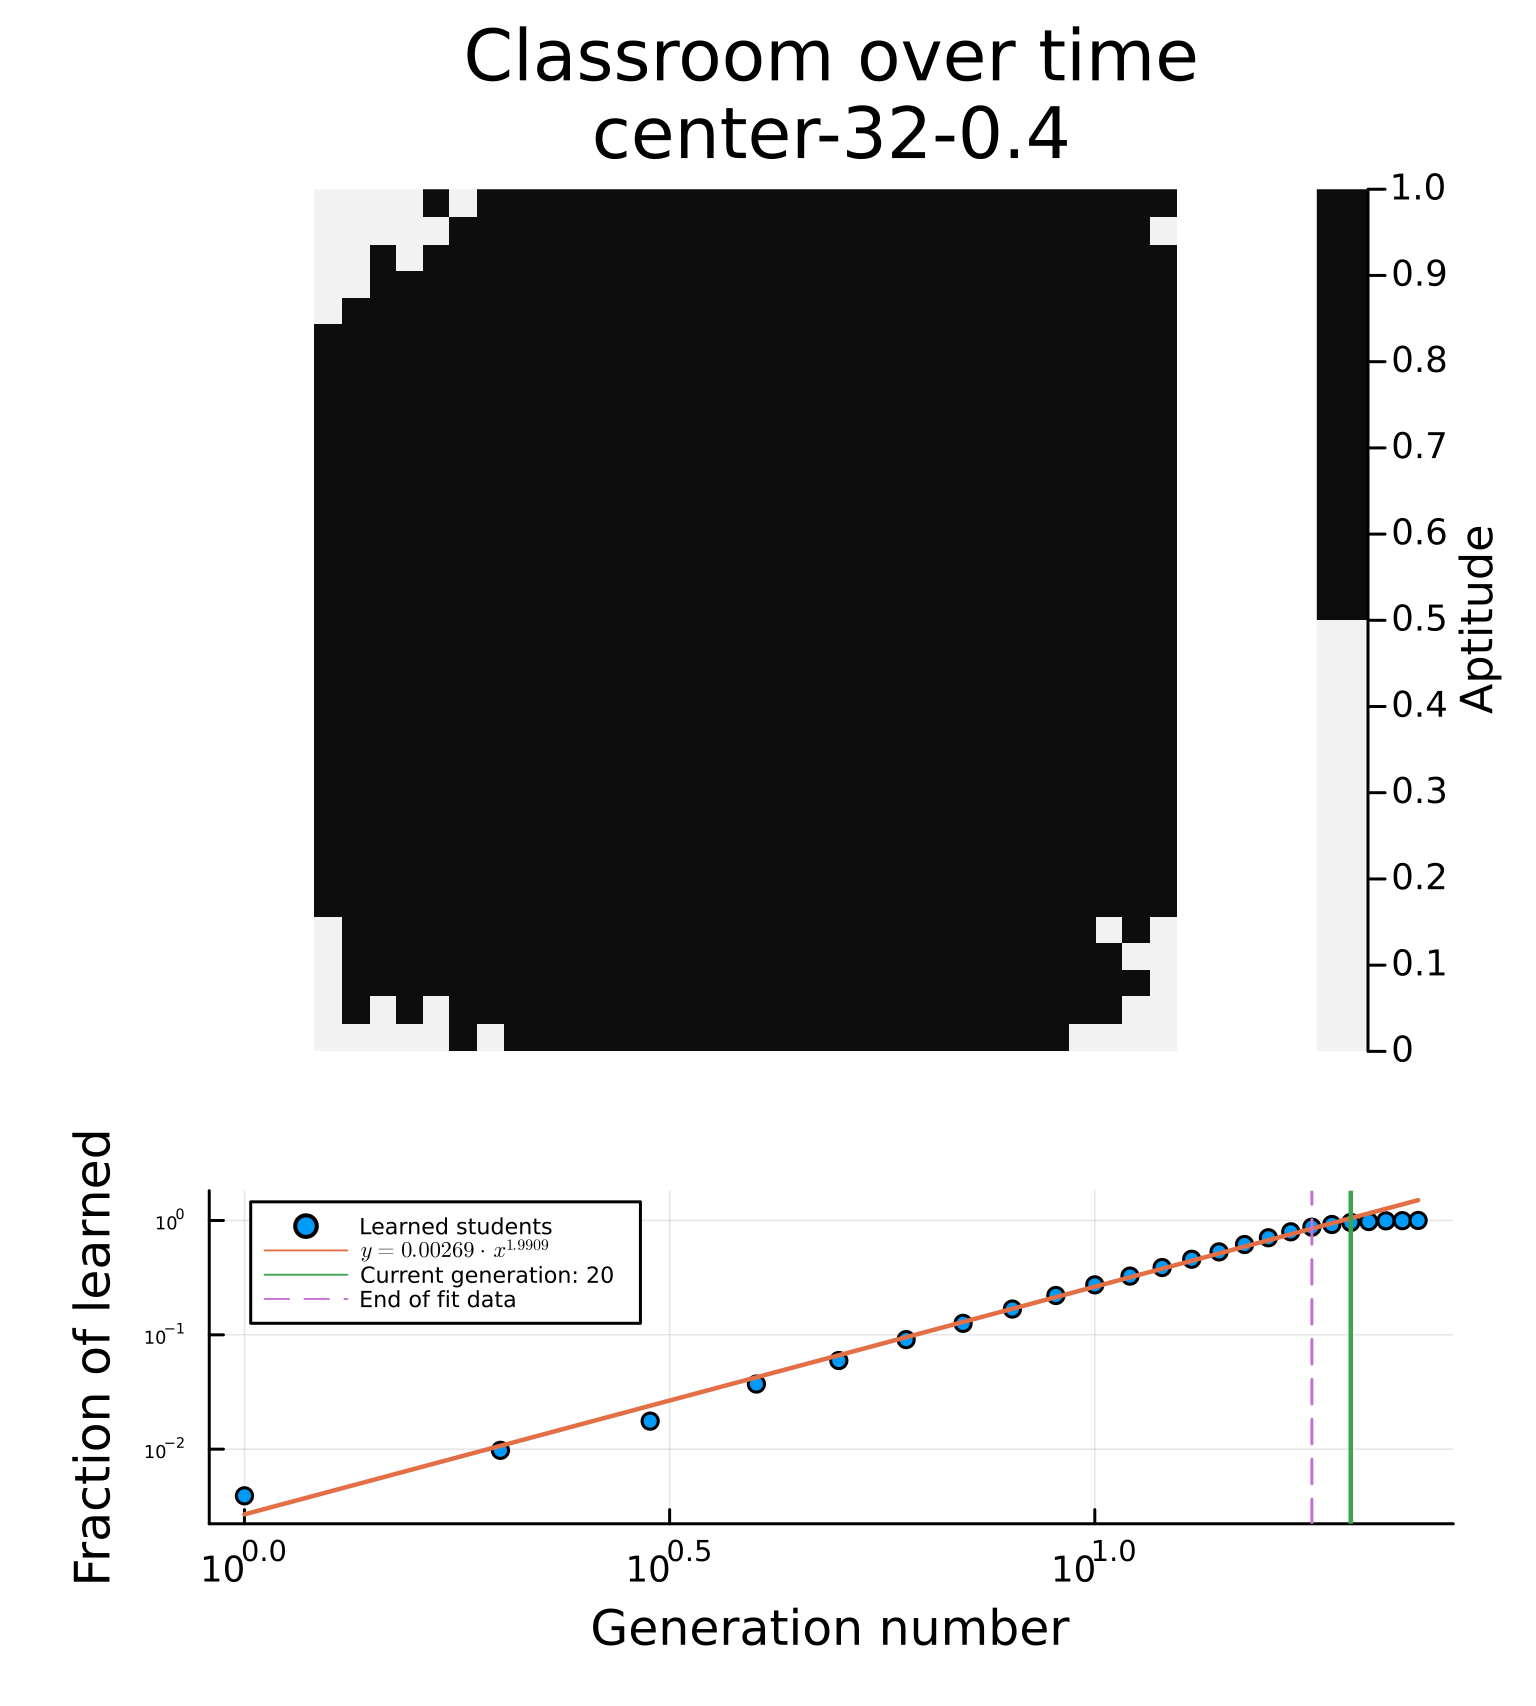 Classroom over time
center-32-0.4
1.0
0.9
0.8
0.7
0.6
0.5
0.4
0.3
0.2
0.1
0
Aptitude
Fraction of learned
10^0
10^−1
10^−2
Learned students
y = 0.00269 · x^1.9909
Current generation: 20
End of fit data
10^0.0
10^0.5
10^1.0
Generation number